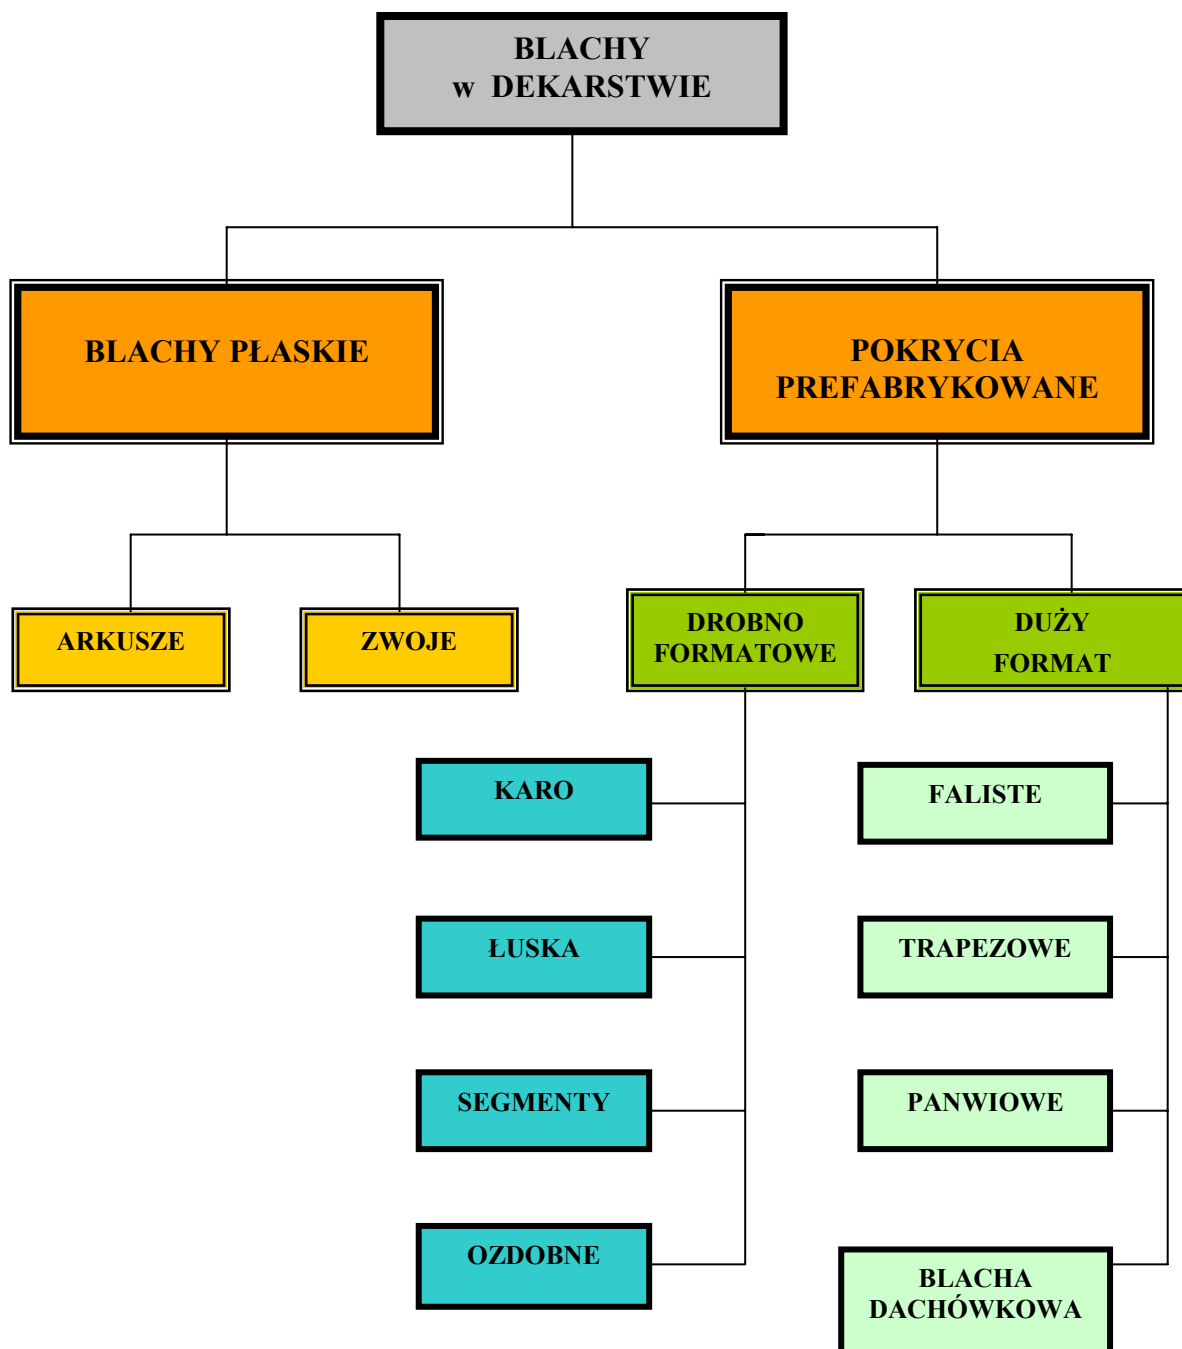 BLACHY
w DEKARSTWIE
BLACHY PŁASKIE
POKRYCIA
PREFABRYKOWANE
ARKUSZE
ZWOJE
DROBNO
FORMATOWE
DUŻY
FORMAT
KARO
FALISTE
ŁUSKA
TRAPEZOWE
SEGMENTY
PANWIOWE
OZDOBNE
BLACHA
DACHÓWKOWA